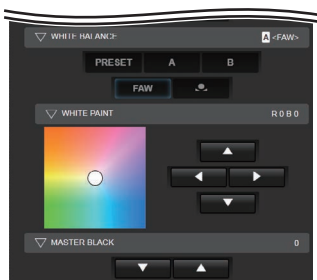 WHITE BALANCE A <FAW>
PRESET A B
FAW
WHITE PAINT R 0 B 0
MASTER BLACK 0